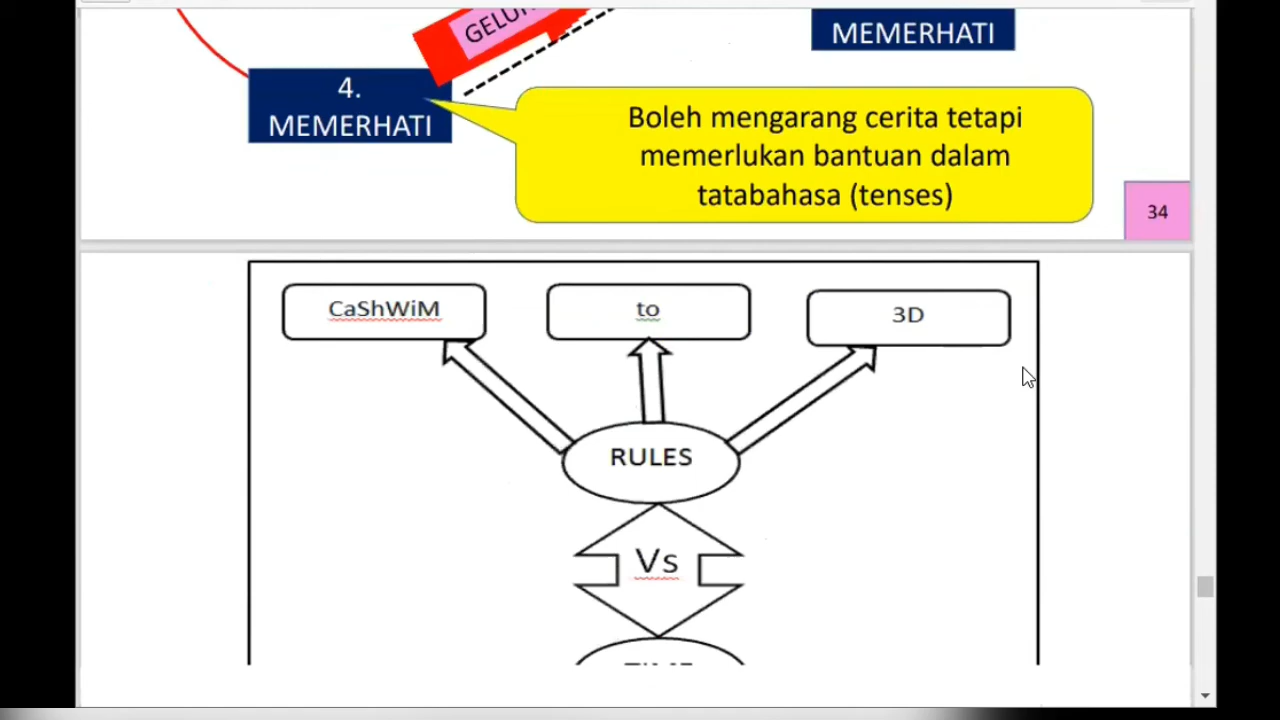 MEMERHATI
4.
MEMERHATI
Boleh mengarang cerita tetapi
memerlukan bantuan dalam
tatabahasa (tenses)
34
CaShWiM
to
3D
RULES
Vs